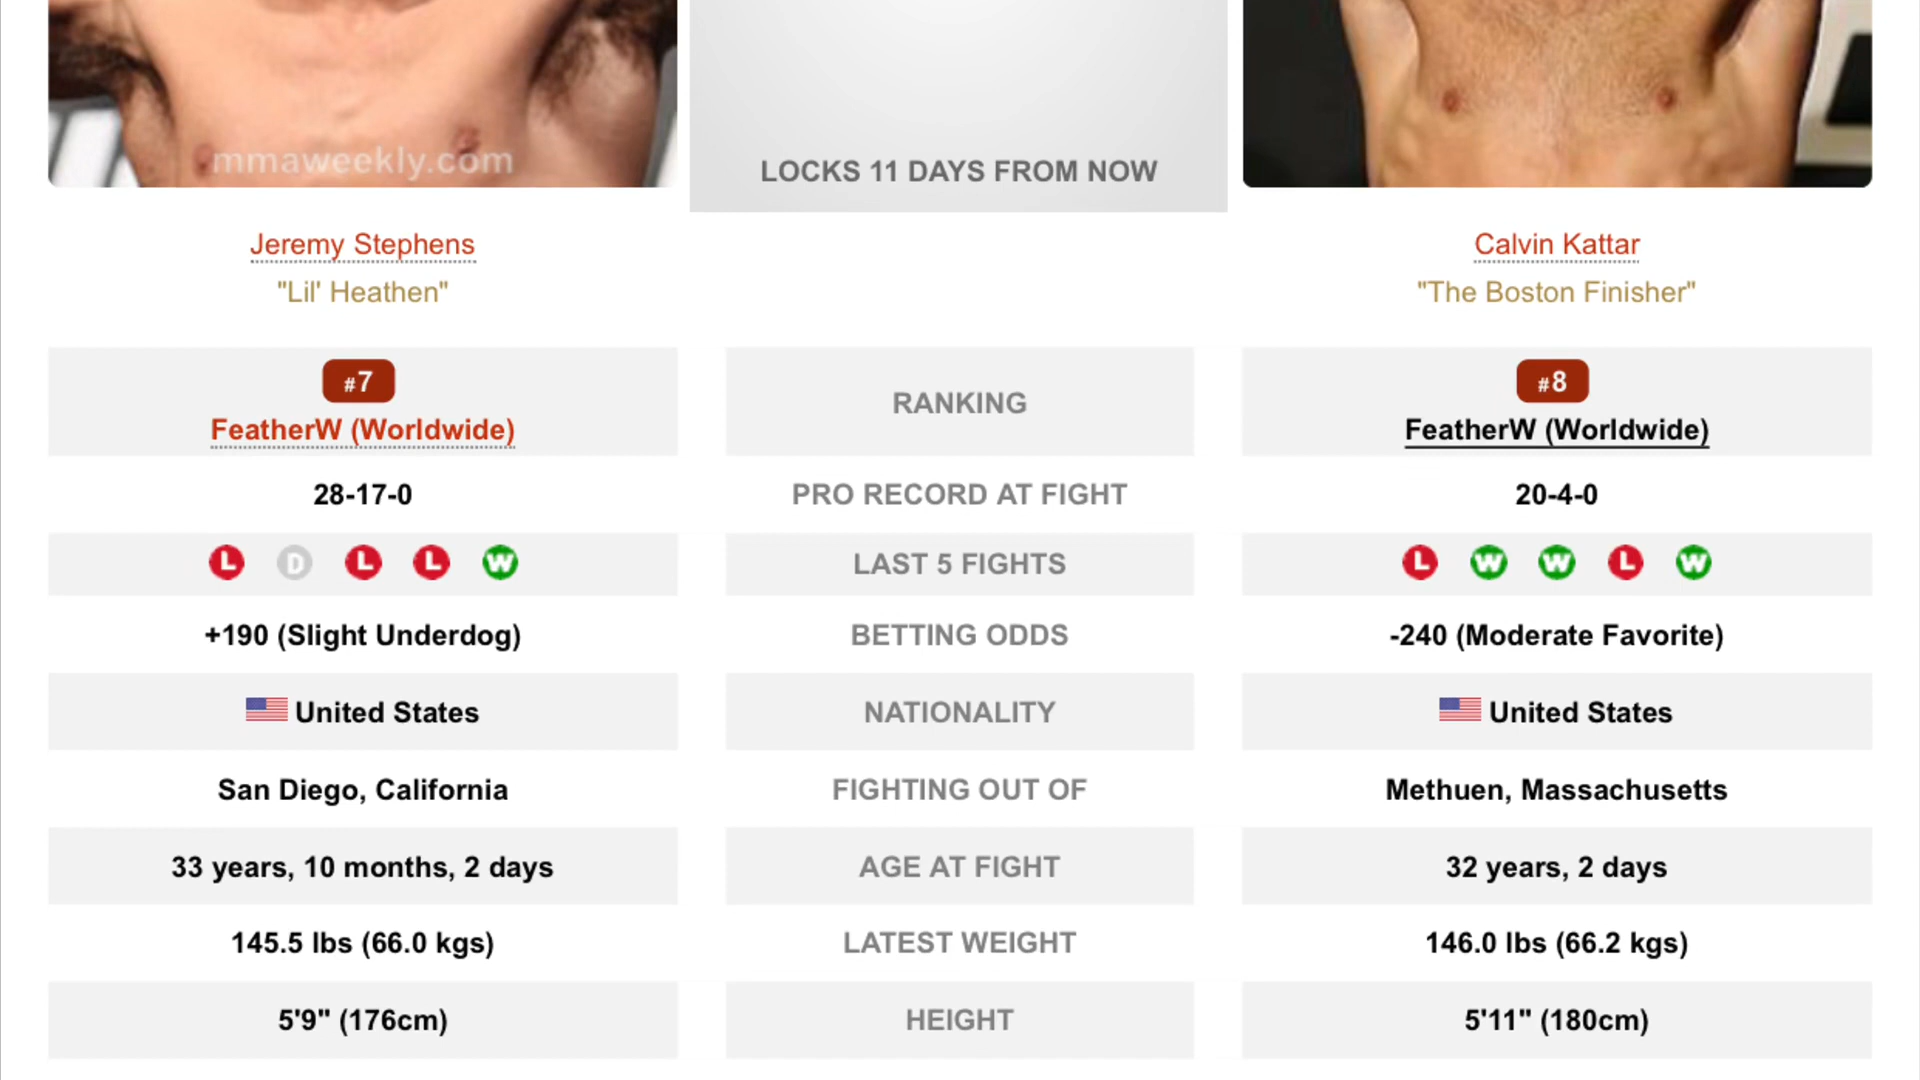 mmaweekly.com
LOCKS 11 DAYS FROM NOW
Jeremy Stephens
Calvin Kattar
"Lil' Heathen"
"The Boston Finisher"
#7
#8
FeatherW (Worldwide)
RANKING
FeatherW (Worldwide)
28-17-0
PRO RECORD AT FIGHT
20-4-0
L D L L W
LAST 5 FIGHTS
L W W L W
+190 (Slight Underdog)
BETTING ODDS
-240 (Moderate Favorite)
United States
NATIONALITY
United States
San Diego, California
FIGHTING OUT OF
Methuen, Massachusetts
33 years, 10 months, 2 days
AGE AT FIGHT
32 years, 2 days
145.5 lbs (66.0 kgs)
LATEST WEIGHT
146.0 lbs (66.2 kgs)
5'9" (176cm)
HEIGHT
5'11" (180cm)